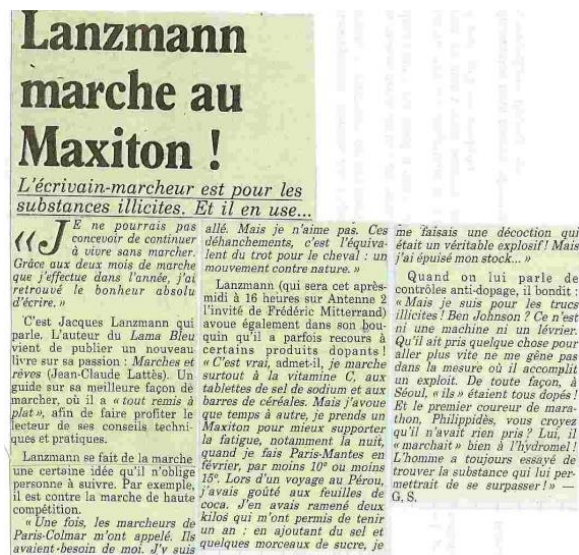 Lanzmann
marche au
Maxiton !
L'écrivain-marcheur est pour les
substances illicites. Et il en use...
«JE ne pourrais pas
concevoir de continuer
à vivre sans marcher.
Grâce aux deux mois de marche
que j'effectue dans l'année, j'ai
retrouvé le bonheur absolu
d'écrire. »
C'est Jacques Lanzmann qui
parle. L'auteur du Lama Bleu
vient de publier un nouveau
livre sur sa passion : Marches et
rêves (Jean-Claude Lattès). Un
guide sur sa meilleure façon de
marcher, où il a « tout remis à
plat », afin de faire profiter le
lecteur de ses conseils techni-
ques et pratiques.
Lanzmann se fait de la marche
une certaine idée qu'il n'oblige
personne à suivre. Par exemple,
il est contre la marche de haute
compétition.
« Une fois, les marcheurs de
Paris-Colmar m'ont appelé. Ils
avaient besoin de moi. J'y suis
allé. Mais je n'aime pas. Ces
déhanchements, c'est l'équiva-
lent du trot pour le cheval : un
mouvement contre nature. »
Lanzmann (qui sera cet après-
midi à 16 heures sur Antenne 2
l'invité de Frédéric Mitterrand)
avoue également dans son bou-
quin qu'il a parfois recours à
certains produits dopants !
« C'est vrai, admet-il, je marche
surtout à la vitamine C, aux
tablettes de sel de sodium et aux
barres de céréales. Mais j'avoue
que temps à autre, je prends un
Maxiton pour mieux supporter
la fatigue, notamment la nuit,
quand je fais Paris-Mantes en
février, par moins 10° ou moins
15°. Lors d'un voyage au Pérou,
j'avais goûté aux feuilles de
coca. J'en avais ramené deux
kilos qui m'ont permis de tenir
un an : en ajoutant du sel et
quelques morceaux de sucre, je
me faisais une décoction qui
était un véritable explosif ! Mais
j'ai épuisé mon stock... »
Quand on lui parle de
contrôles anti-dopage, il bondit :
« Mais je suis pour les trucs
illicites ! Ben Johnson ? Ce n'est
ni une machine ni un lévrier.
Qu'il ait pris quelque chose pour
aller plus vite ne me gêne pas
dans la mesure où il accomplit
un exploit. De toute façon, à
Séoul, « ils » étaient tous dopés !
Et le premier coureur de mara-
thon, Philippidès, vous croyez
qu'il n'avait rien pris ? Lui, il
« marchait » bien à l'hydromel !
L'homme a toujours essayé de
trouver la substance qui lui per-
mettrait de se surpasser ! » —
G. S.